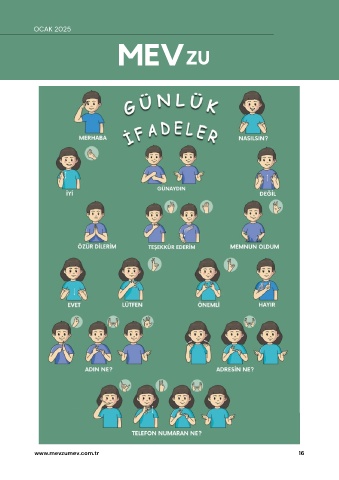 OCAK 2025
MEVZU
GÜNLÜK
İFADELER
MERHABA
NASILSIN?
İYİ
GÜNAYDIN
DEĞİL
ÖZÜR DİLERİM
TEŞEKKÜR EDERİM
MEMNUN OLDUM
EVET
LÜTFEN
ÖNEMLİ
HAYIR
ADIN NE?
ADRESİN NE?
TELEFON NUMARAN NE?
www.mevzumev.com.tr
16